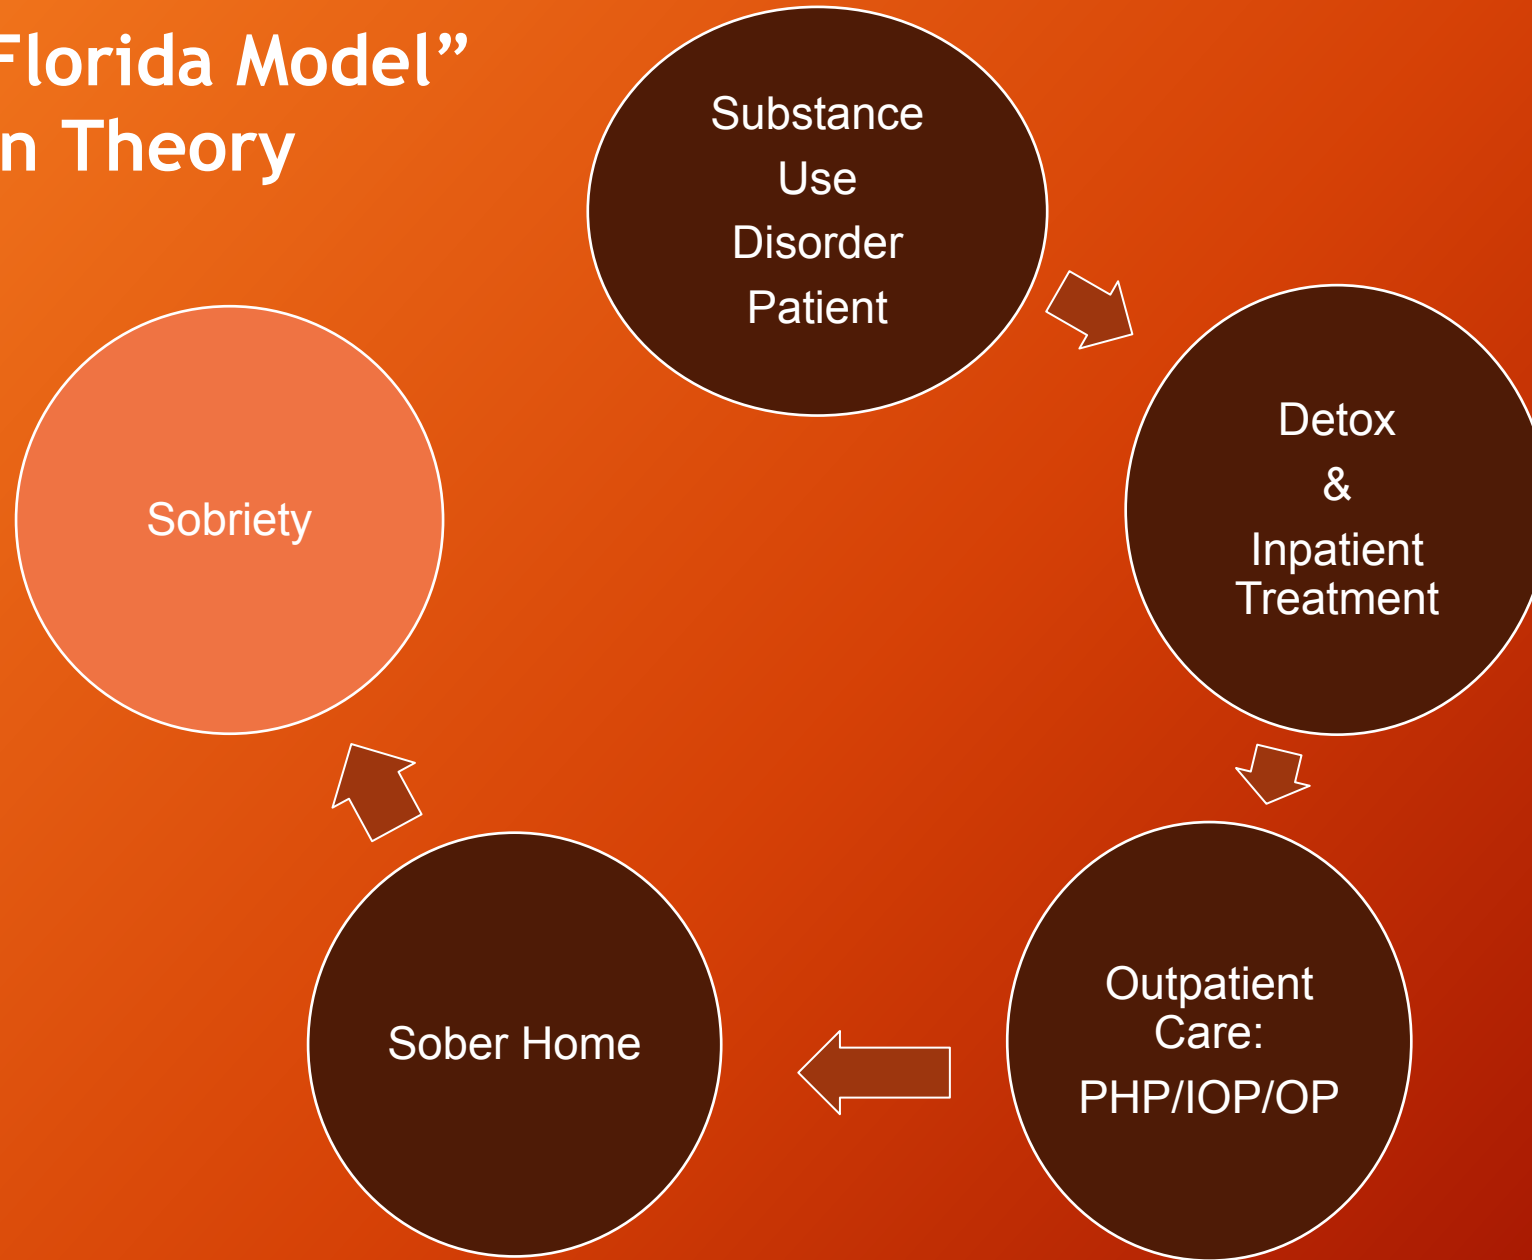 Florida Model”
n Theory
Substance
Use
Disorder
Patient
Detox
&
Inpatient
Treatment
Outpatient
Care:
PHP/IOP/OP
Sober Home
Sobriety